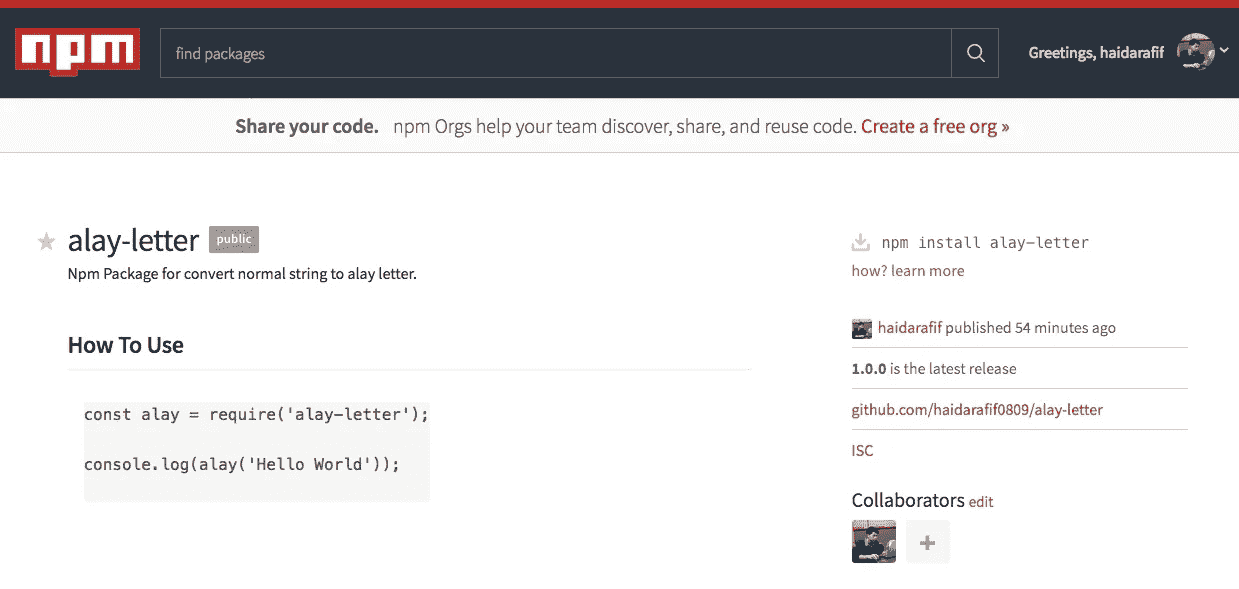 npm
find packages
Greetings, haidarafif
Share your code. npm Orgs help your team discover, share, and reuse code. Create a free org »
alay-letter public
Npm Package for convert normal string to alay letter.
How To Use
const alay = require('alay-letter');
console.log(alay('Hello World'));
npm install alay-letter
how? learn more
haidarafif published 54 minutes ago
1.0.0 is the latest release
github.com/haidarafif0809/alay-letter
ISC
Collaborators edit
+